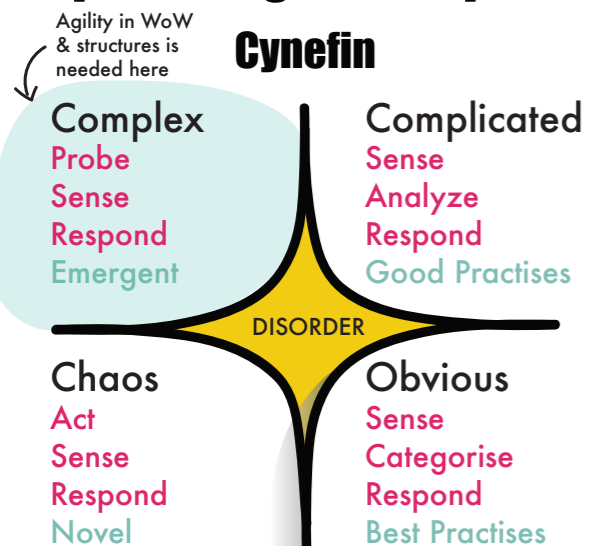 Agility in WoW
& structures is
needed here
Cynefin
Complex
Probe
Sense
Respond
Emergent
Complicated
Sense
Analyze
Respond
Good Practises
DISORDER
Chaos
Act
Sense
Respond
Novel
Obvious
Sense
Categorise
Respond
Best Practises